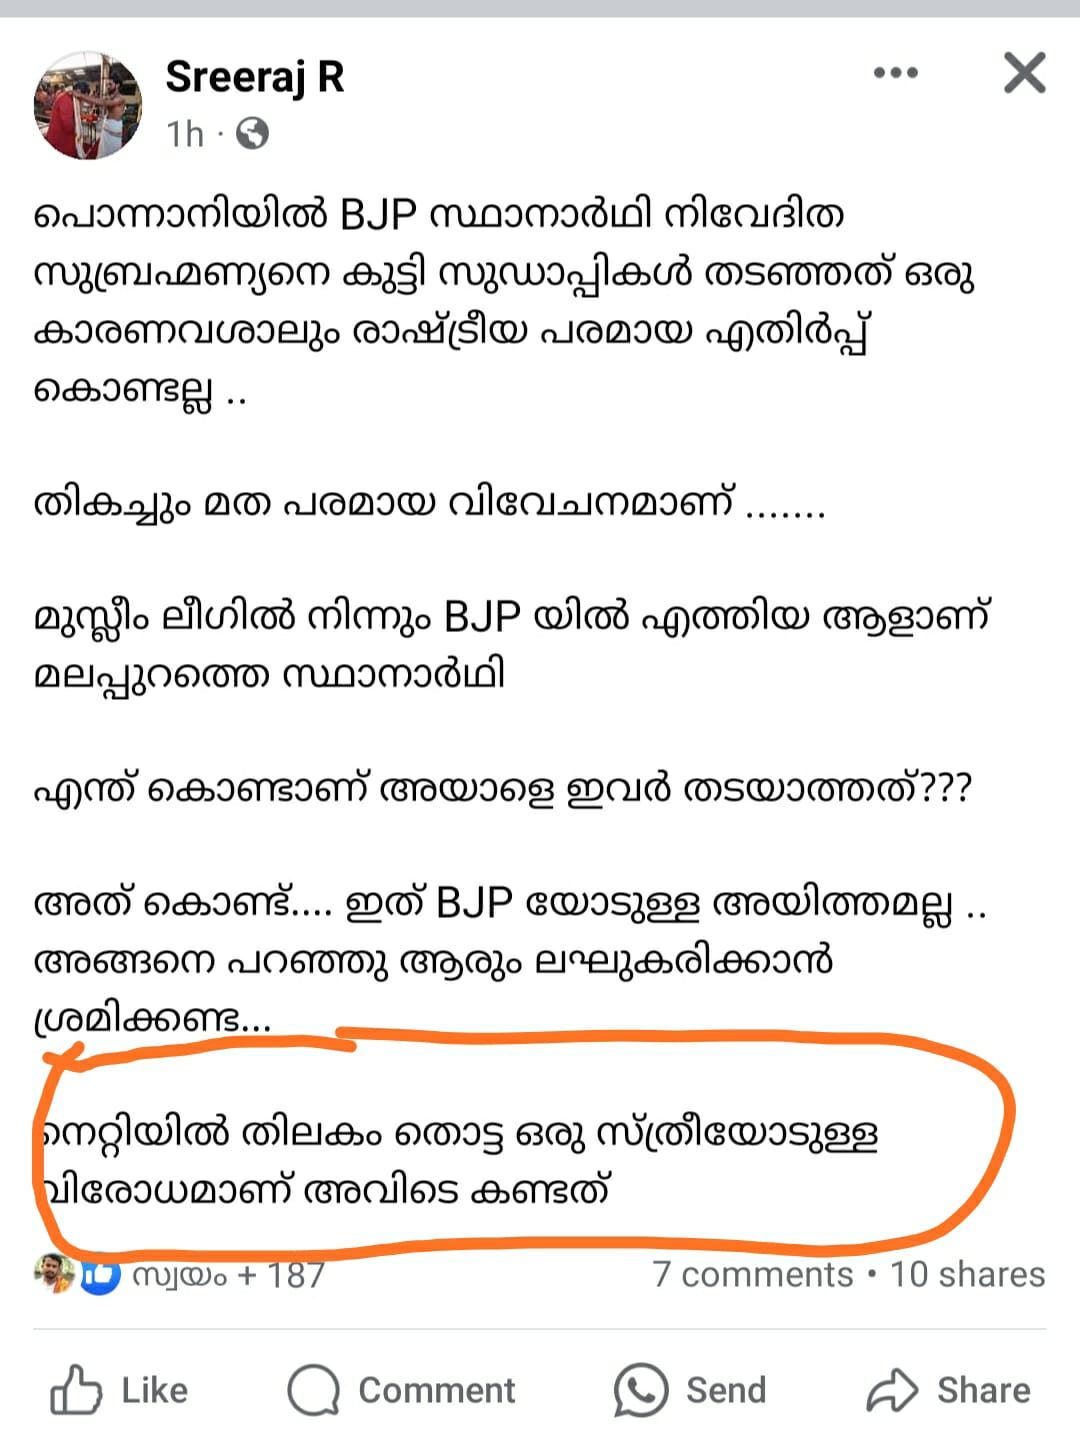 Sreeraj R
1h ·
പൊന്നാനിയിൽ BJP സ്ഥാനാർഥി നിവേദിത
സുബ്രഹ്മണ്യനെ കുട്ടി സുഡാപ്പികൾ തടഞ്ഞത് ഒരു
കാരണവശാലും രാഷ്ട്രീയ പരമായ എതിർപ്പ്
കൊണ്ടല്ല ..
തികച്ചും മത പരമായ വിവേചനമാണ് .......
മുസ്ലീം ലീഗിൽ നിന്നും BJP യിൽ എത്തിയ ആളാണ്
മലപ്പുറത്തെ സ്ഥാനാർഥി
എന്ത് കൊണ്ടാണ് അയാളെ ഇവർ തടയാത്തത്???
അത് കൊണ്ട്.... ഇത് BJP യോടുള്ള അയിത്തമല്ല ..
അങ്ങനെ പറഞ്ഞു ആരും ലഘുകരിക്കാൻ
ശ്രമിക്കണ്ട...
നെറ്റിയിൽ തിലകം തൊട്ട ഒരു സ്ത്രീയോടുള്ള
വിരോധമാണ് അവിടെ കണ്ടത്
സ്വയം + 187
7 comments • 10 shares
Like
Comment
Send
Share